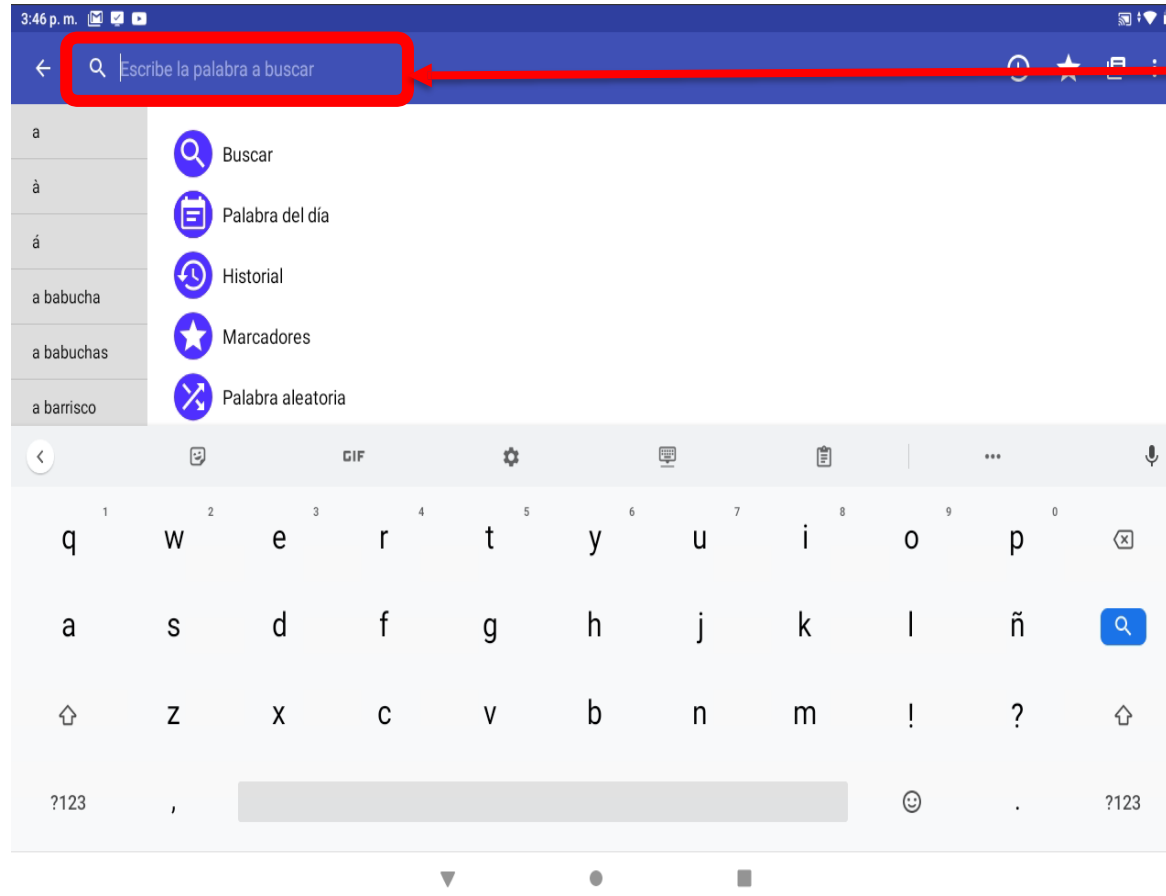 3:46 p. m.
Escribe la palabra a buscar
a
à
á
a babucha
a babuchas
a barrisco
Buscar
Palabra del día
Historial
Marcadores
Palabra aleatoria
GIF
1 2 3 4 5 6 7 8 9 0
q w e r t y u i o p
a s d f g h j k l ñ
z x c v b n m ! ?
?123 , . ?123